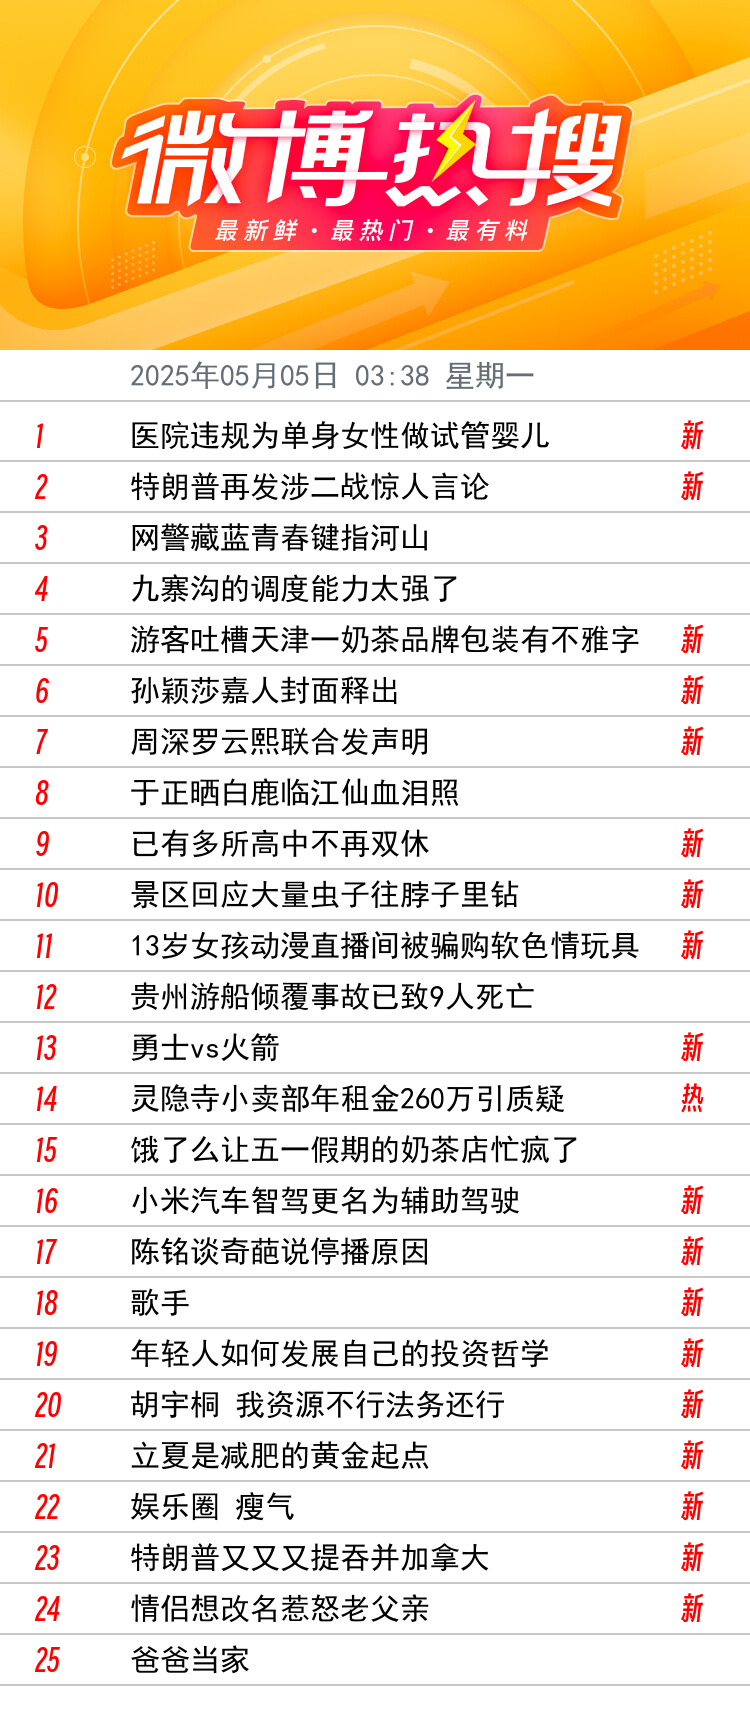 微博热搜
最新鲜·最热门·最有料
2025年05月05日 03:38 星期一
1 医院违规为单身女性做试管婴儿 新
2 特朗普再发涉二战惊人言论 新
3 网警藏蓝青春键指河山
4 九寨沟的调度能力太强了
5 游客吐槽天津一奶茶品牌包装有不雅字 新
6 孙颖莎嘉人封面释出 新
7 周深罗云熙联合发声明 新
8 于正晒白鹿临江仙血泪照
9 已有多所高中不再双休 新
10 景区回应大量虫子往脖子里钻 新
11 13岁女孩动漫直播间被骗购软色情玩具 新
12 贵州游船倾覆事故已致9人死亡
13 勇士vs火箭 新
14 灵隐寺小卖部年租金260万引质疑 热
15 饿了么让五一假期的奶茶店忙疯了
16 小米汽车智驾更名为辅助驾驶 新
17 陈铭谈奇葩说停播原因 新
18 歌手 新
19 年轻人如何发展自己的投资哲学 新
20 胡宇桐 我资源不行法务还行 新
21 立夏是减肥的黄金起点 新
22 娱乐圈 瘦气 新
23 特朗普又又又提吞并加拿大 新
24 情侣想改名惹怒老父亲 新
25 爸爸当家